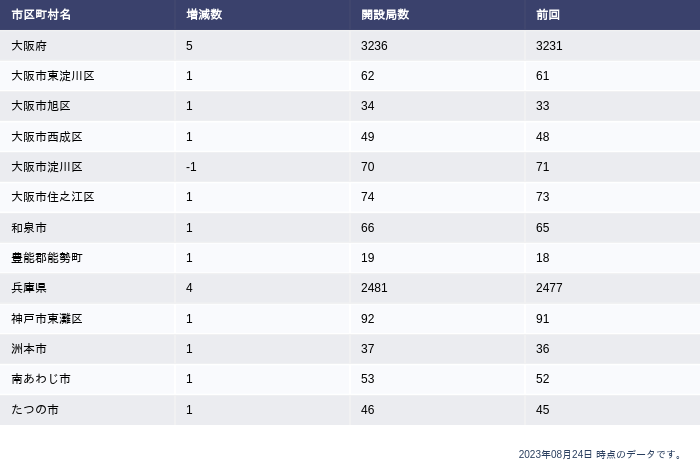 市区町村名 増減数 開設局数 前回
大阪府 5 3236 3231
大阪市東淀川区 1 62 61
大阪市旭区 1 34 33
大阪市西成区 1 49 48
大阪市淀川区 -1 70 71
大阪市住之江区 1 74 73
和泉市 1 66 65
豊能郡能勢町 1 19 18
兵庫県 4 2481 2477
神戸市東灘区 1 92 91
洲本市 1 37 36
南あわじ市 1 53 52
たつの市 1 46 45
2023年08月24日 時点のデータです。